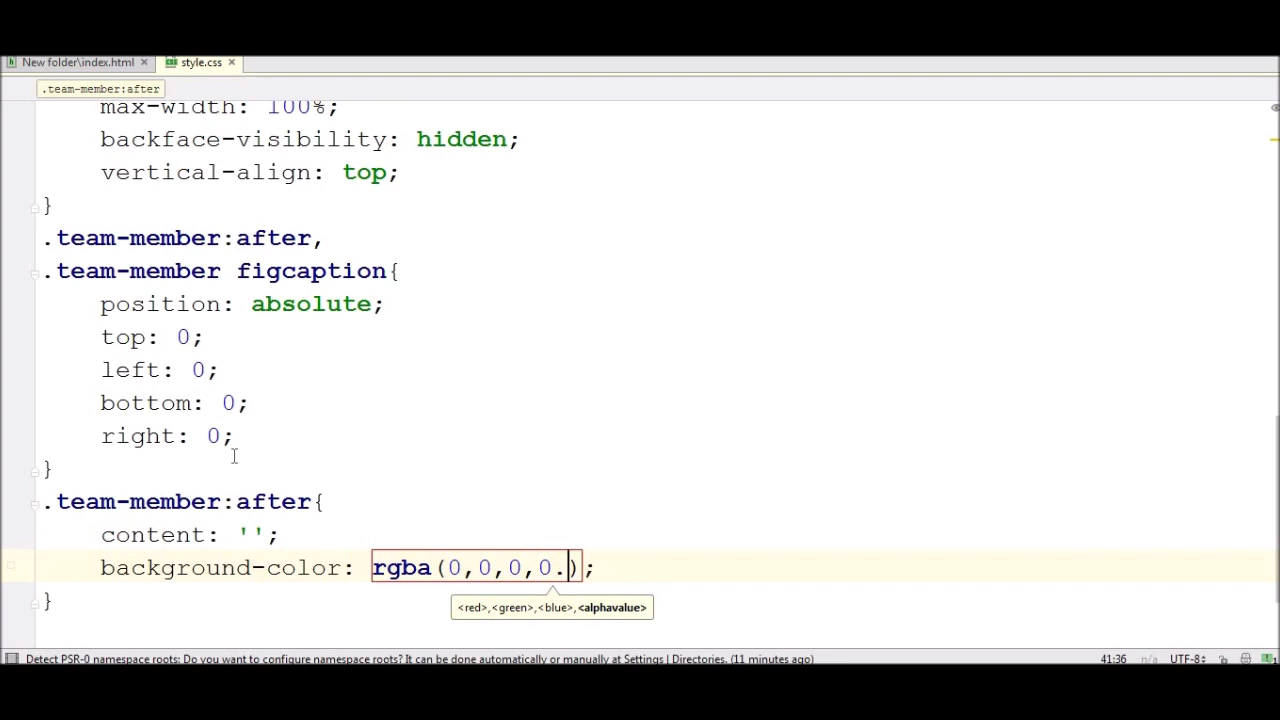 New folder\index.html
style.css
.team-member:after
max-width: 100%;
backface-visibility: hidden;
vertical-align: top;
}
.team-member:after,
.team-member figcaption{
position: absolute;
top: 0;
left: 0;
bottom: 0;
right: 0;
}
.team-member:after{
content: '';
background-color: rgba(0,0,0,0.);
}
<red>,<green>,<blue>,<alphavalue>
Detect PSR-0 namespace roots: Do you want to configure namespace roots? It can be done automatically or manually at Settings | Directories. (11 minutes ago) 41:36 n/a UTF-8